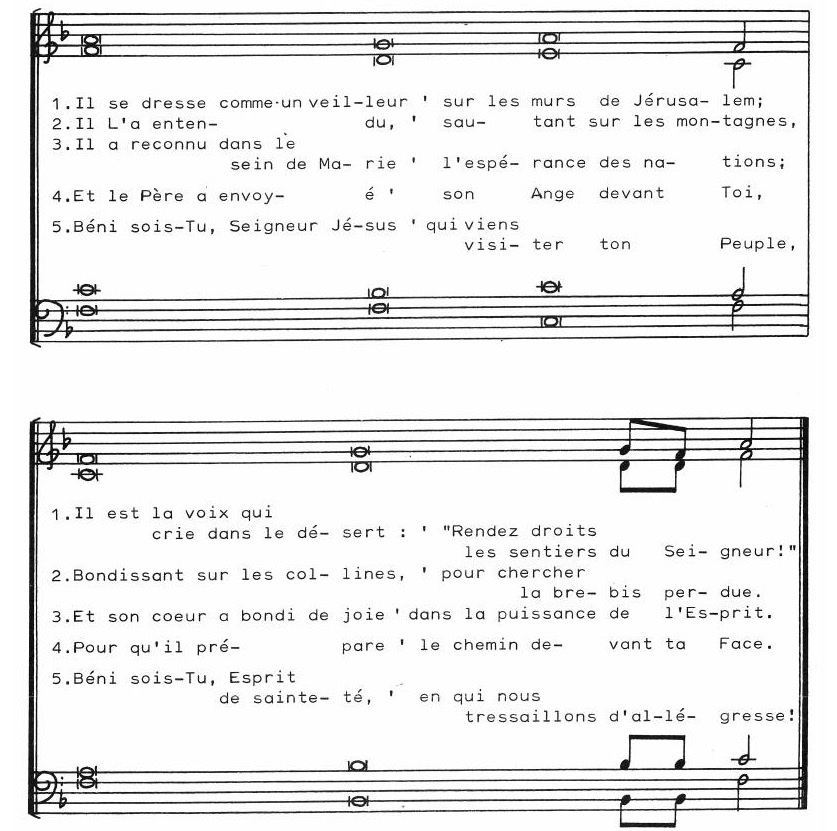 1.Il se dresse comme·un veil-leur ' sur les murs de Jérusa- lem;
2.Il L'a enten- du, ' sau- tant sur les mon-tagnes,
3.Il a reconnu dans le
sein de Ma- rie ' l'espé- rance des na- tions;
4.Et le Père a envoy- é ' son Ange devant Toi,
5.Béni sois-Tu, Seigneur Jé-sus ' qui viens
visi- ter ton Peuple,
1.Il est la voix qui
crie dans le dé- sert : ' "Rendez droits
les sentiers du Sei- gneur!"
2.Bondissant sur les col- lines, ' pour chercher
la bre- bis per- due.
3.Et son coeur a bondi de joie ' dans la puissance de l'Es-prit.
4.Pour qu'il pré- pare ' le chemin de- vant ta Face.
5.Béni sois-Tu, Esprit
de sainte- té, ' en qui nous
tressaillons d'al-lé- gresse!